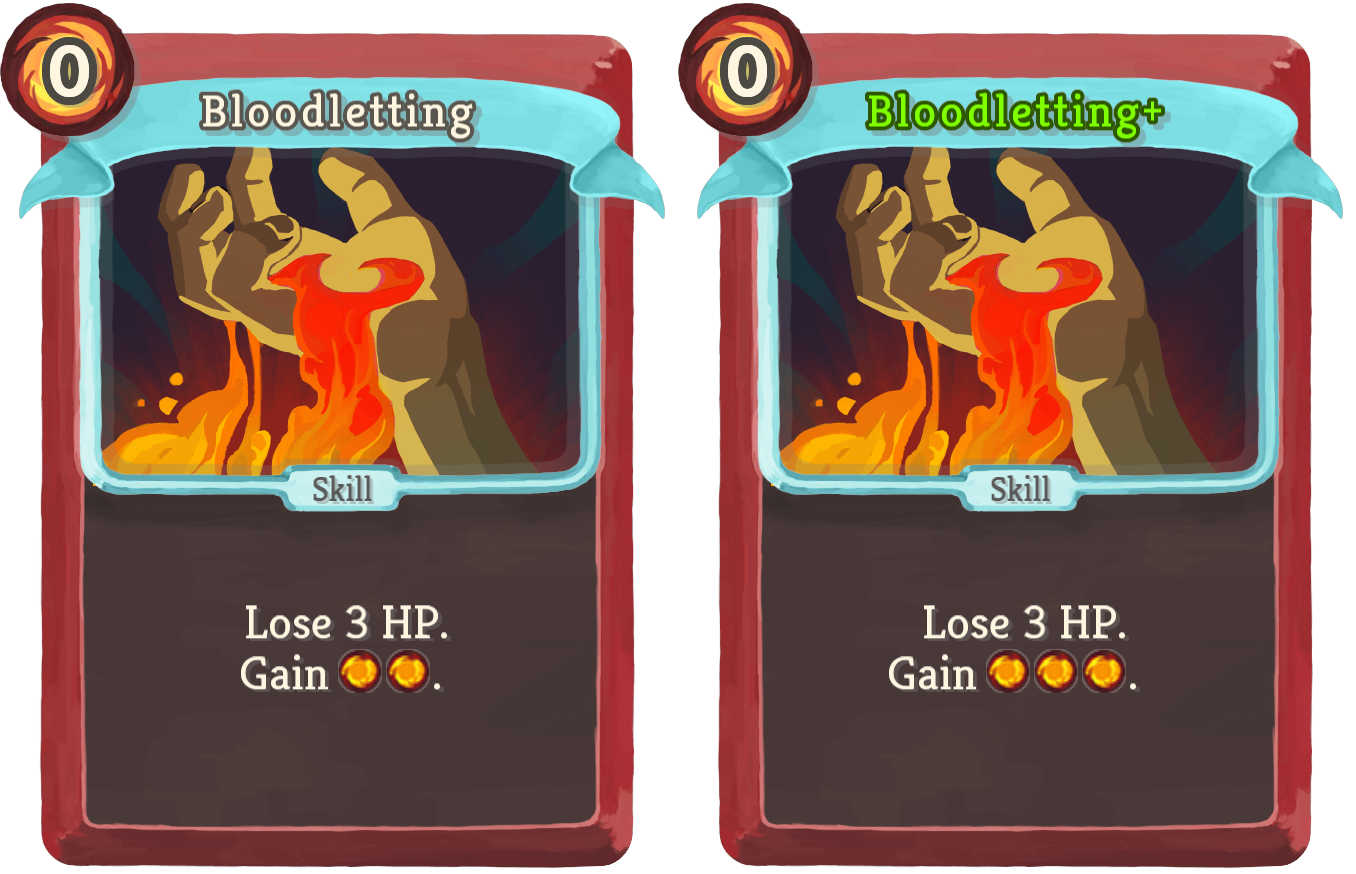 0
Bloodletting
Skill
Lose 3 HP.
Gain .
0
Bloodletting+
Skill
Lose 3 HP.
Gain .